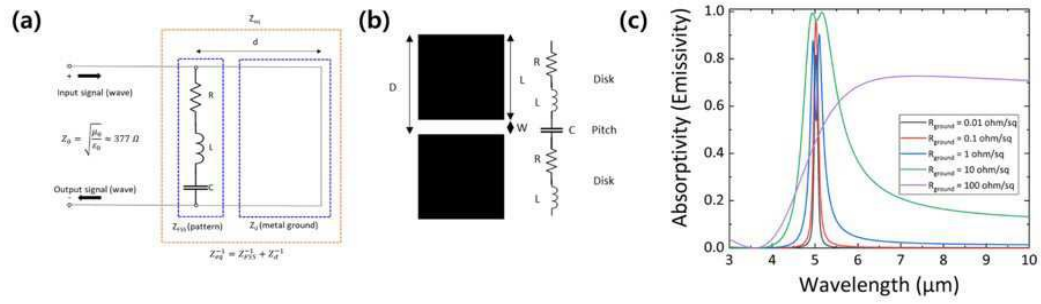 (a)
Z_eq
d
+
Input signal (wave)
R
Z_0 = √(μ_0/ε_0) ≈ 377 Ω
L
Output signal (wave)
-
C
Z_FSS (pattern)
Z_d (metal ground)
Z_eq^-1 = Z_FSS^-1 + Z_d^-1
(b)
D
L
W
R
L
C
R
L
Disk
Pitch
Disk
(c)
Absorptivity (Emissivity)
1.0
0.8
0.6
0.4
0.2
0.0
R_ground = 0.01 ohm/sq
R_ground = 0.1 ohm/sq
R_ground = 1 ohm/sq
R_ground = 10 ohm/sq
R_ground = 100 ohm/sq
3 4 5 6 7 8 9 10
Wavelength (μm)